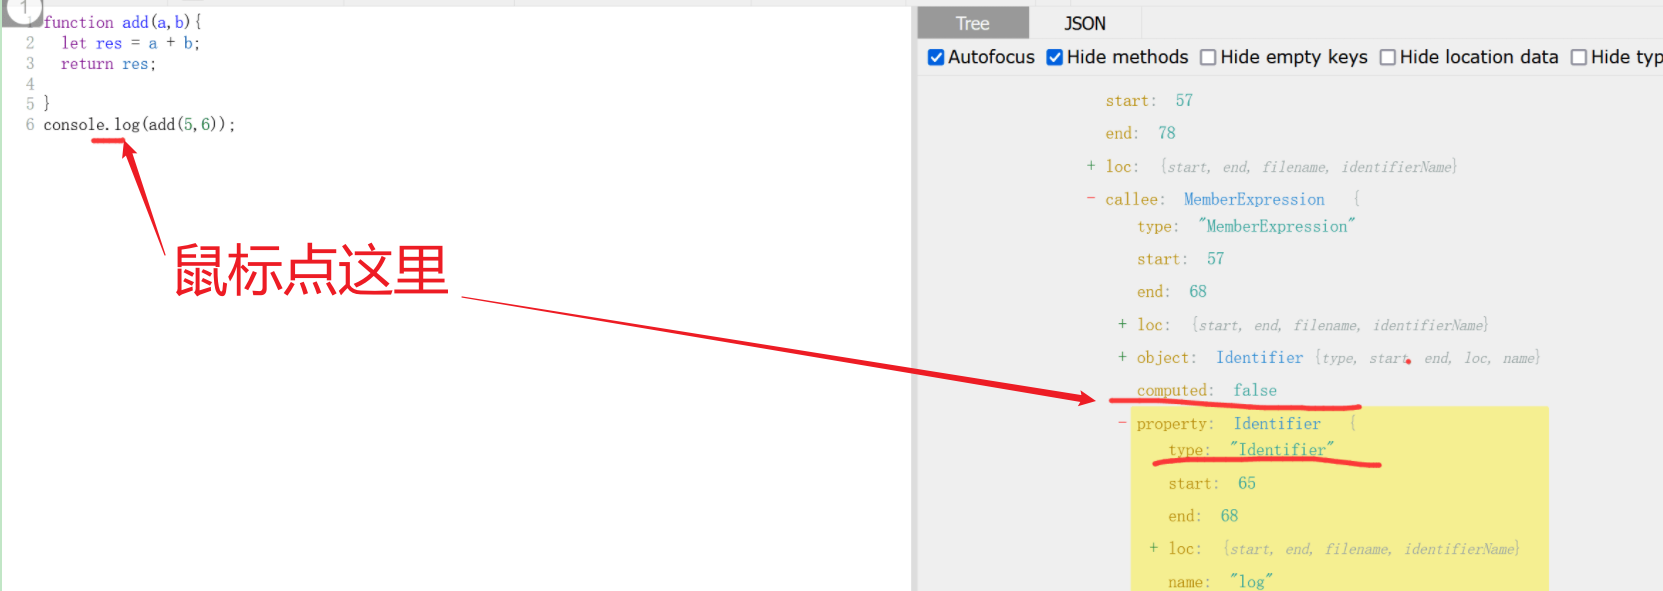 1
Tree JSON
Autofocus Hide methods Hide empty keys Hide location data Hide typ
1 function add(a,b){
2 let res = a + b;
3 return res;
4
5 }
6 console.log(add(5,6));
鼠标点这里
start: 57
end: 78
+ loc: {start, end, filename, identifierName}
- callee: MemberExpression {
type: "MemberExpression"
start: 57
end: 68
+ loc: {start, end, filename, identifierName}
+ object: Identifier {type, start, end, loc, name}
computed: false
- property: Identifier {
type: "Identifier"
start: 65
end: 68
+ loc: {start, end, filename, identifierName}
name: "log"